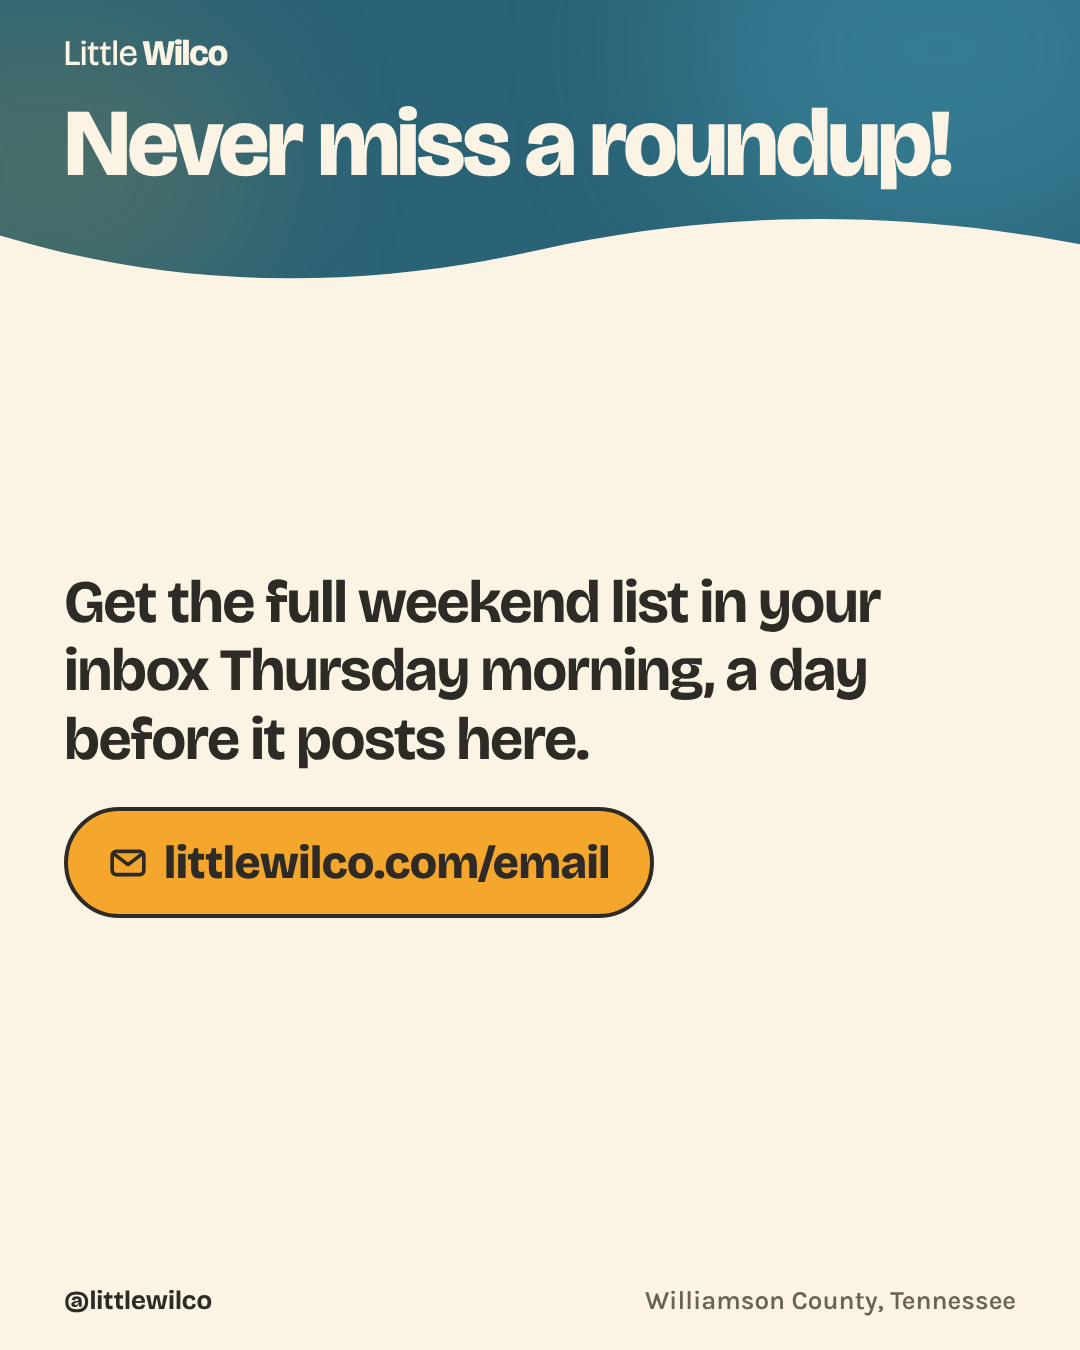 Little Wilco
Never miss a roundup!
Get the full weekend list in your
inbox Thursday morning, a day
before it posts here.
littlewilco.com/email
@littlewilco
Williamson County, Tennessee